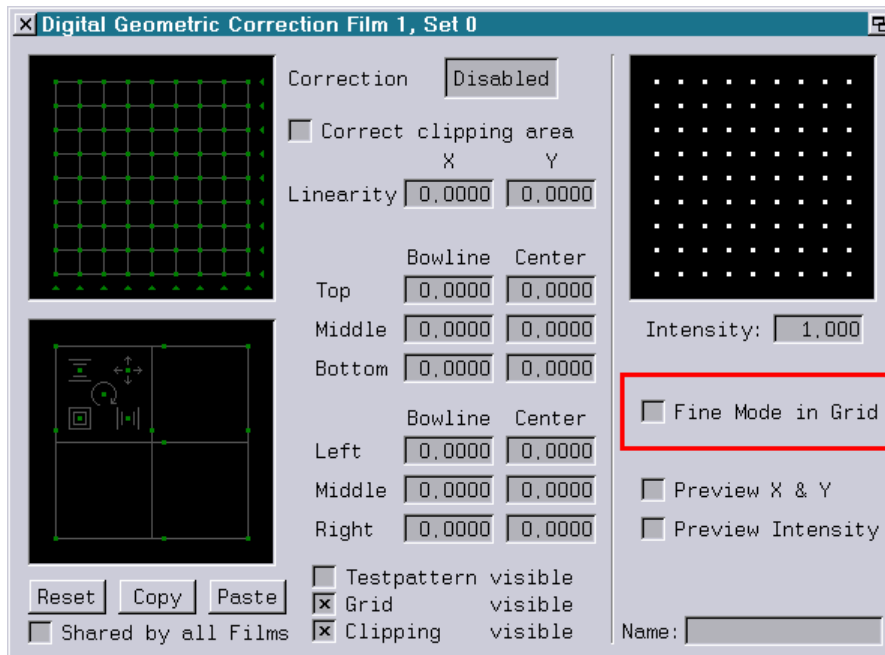 Digital Geometric Correction Film 1, Set 0
Correction Disabled
Correct clipping area
X Y
Linearity 0,0000 0,0000
Bowline Center
Top 0,0000 0,0000
Middle 0,0000 0,0000
Bottom 0,0000 0,0000
Bowline Center
Left 0,0000 0,0000
Middle 0,0000 0,0000
Right 0,0000 0,0000
Testpattern visible
Grid visible
Clipping visible
Reset Copy Paste
Shared by all Films
Intensity: 1,000
Fine Mode in Grid
Preview X & Y
Preview Intensity
Name: